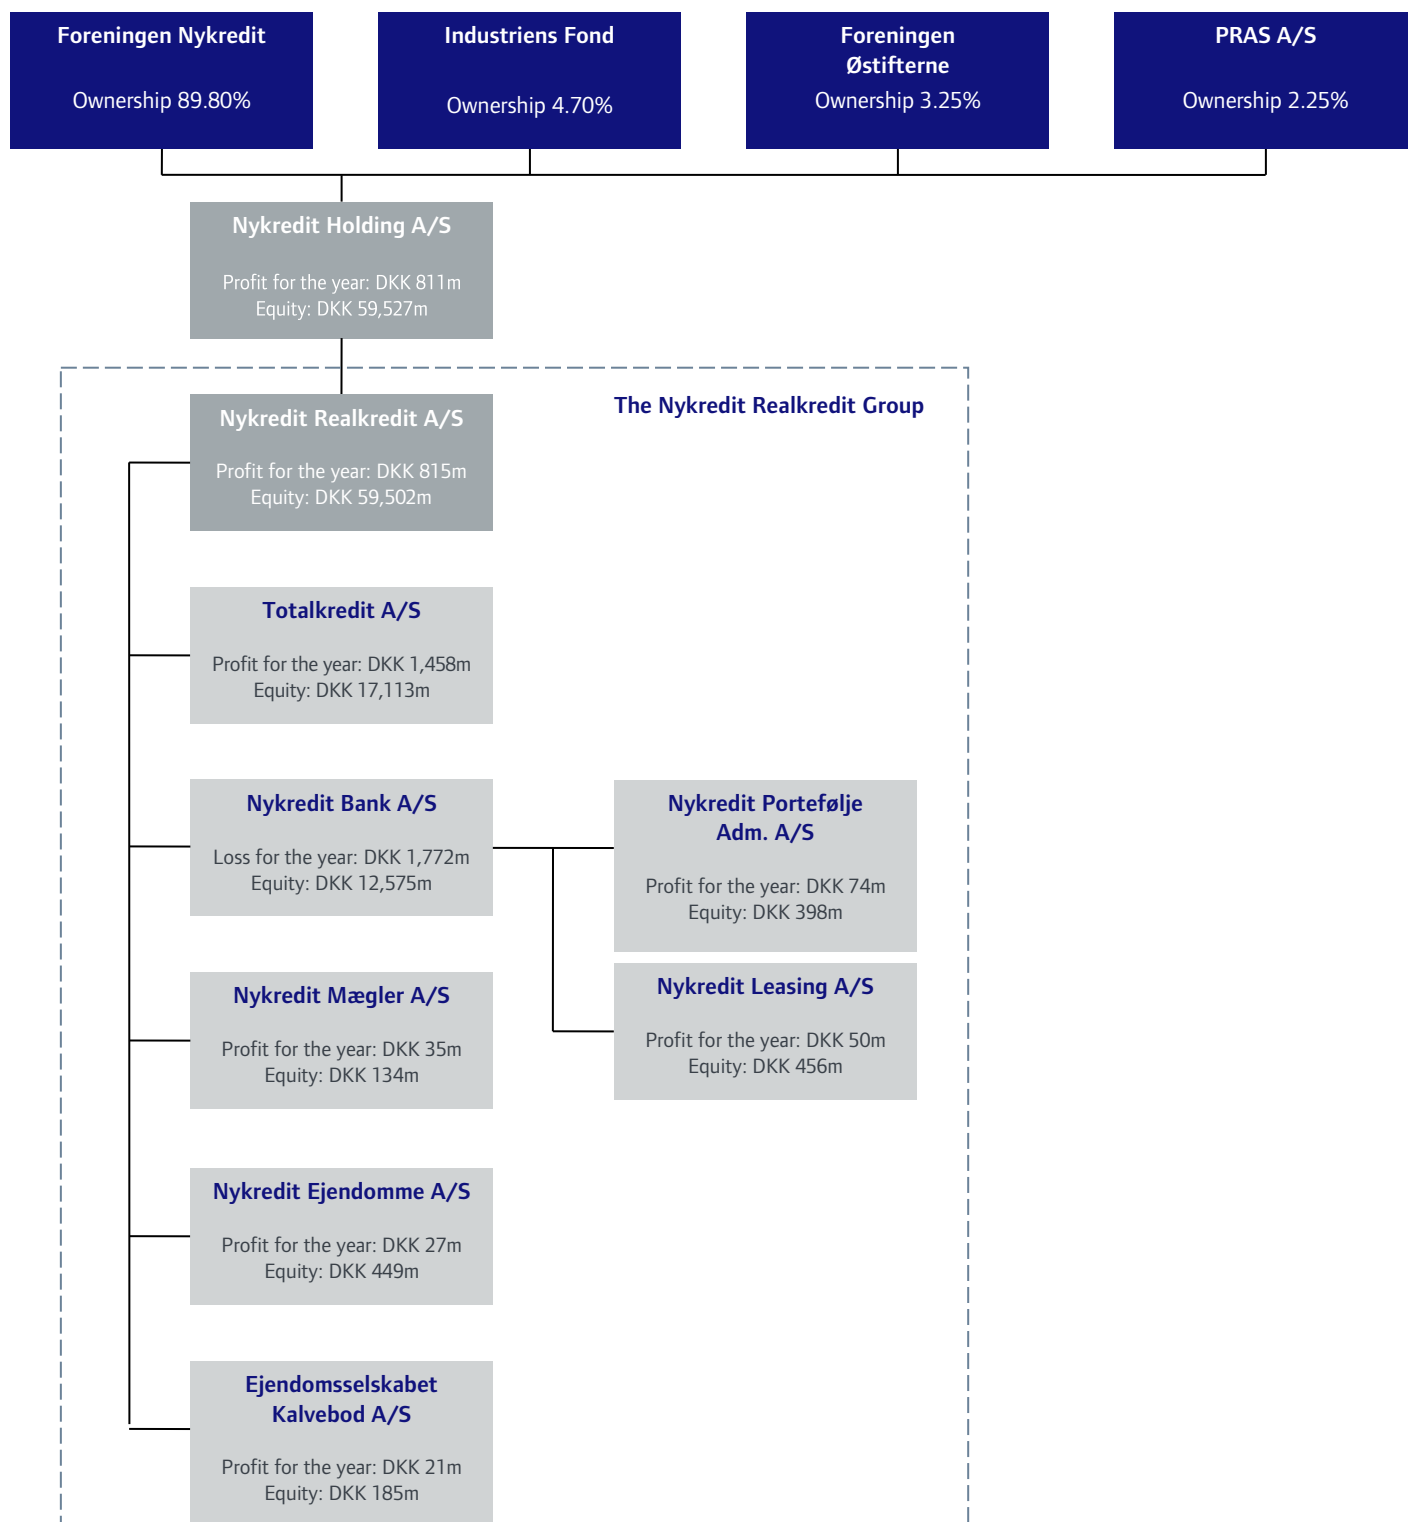 Foreningen Nykredit
Ownership 89.80%
Industriens Fond
Ownership 4.70%
Foreningen
Østifterne
Ownership 3.25%
PRAS A/S
Ownership 2.25%
Nykredit Holding A/S
Profit for the year: DKK 811m
Equity: DKK 59,527m
The Nykredit Realkredit Group
Nykredit Realkredit A/S
Profit for the year: DKK 815m
Equity: DKK 59,502m
Totalkredit A/S
Profit for the year: DKK 1,458m
Equity: DKK 17,113m
Nykredit Bank A/S
Loss for the year: DKK 1,772m
Equity: DKK 12,575m
Nykredit Portefølje
Adm. A/S
Profit for the year: DKK 74m
Equity: DKK 398m
Nykredit Leasing A/S
Profit for the year: DKK 50m
Equity: DKK 456m
Nykredit Mægler A/S
Profit for the year: DKK 35m
Equity: DKK 134m
Nykredit Ejendomme A/S
Profit for the year: DKK 27m
Equity: DKK 449m
Ejendomsselskabet
Kalvebod A/S
Profit for the year: DKK 21m
Equity: DKK 185m